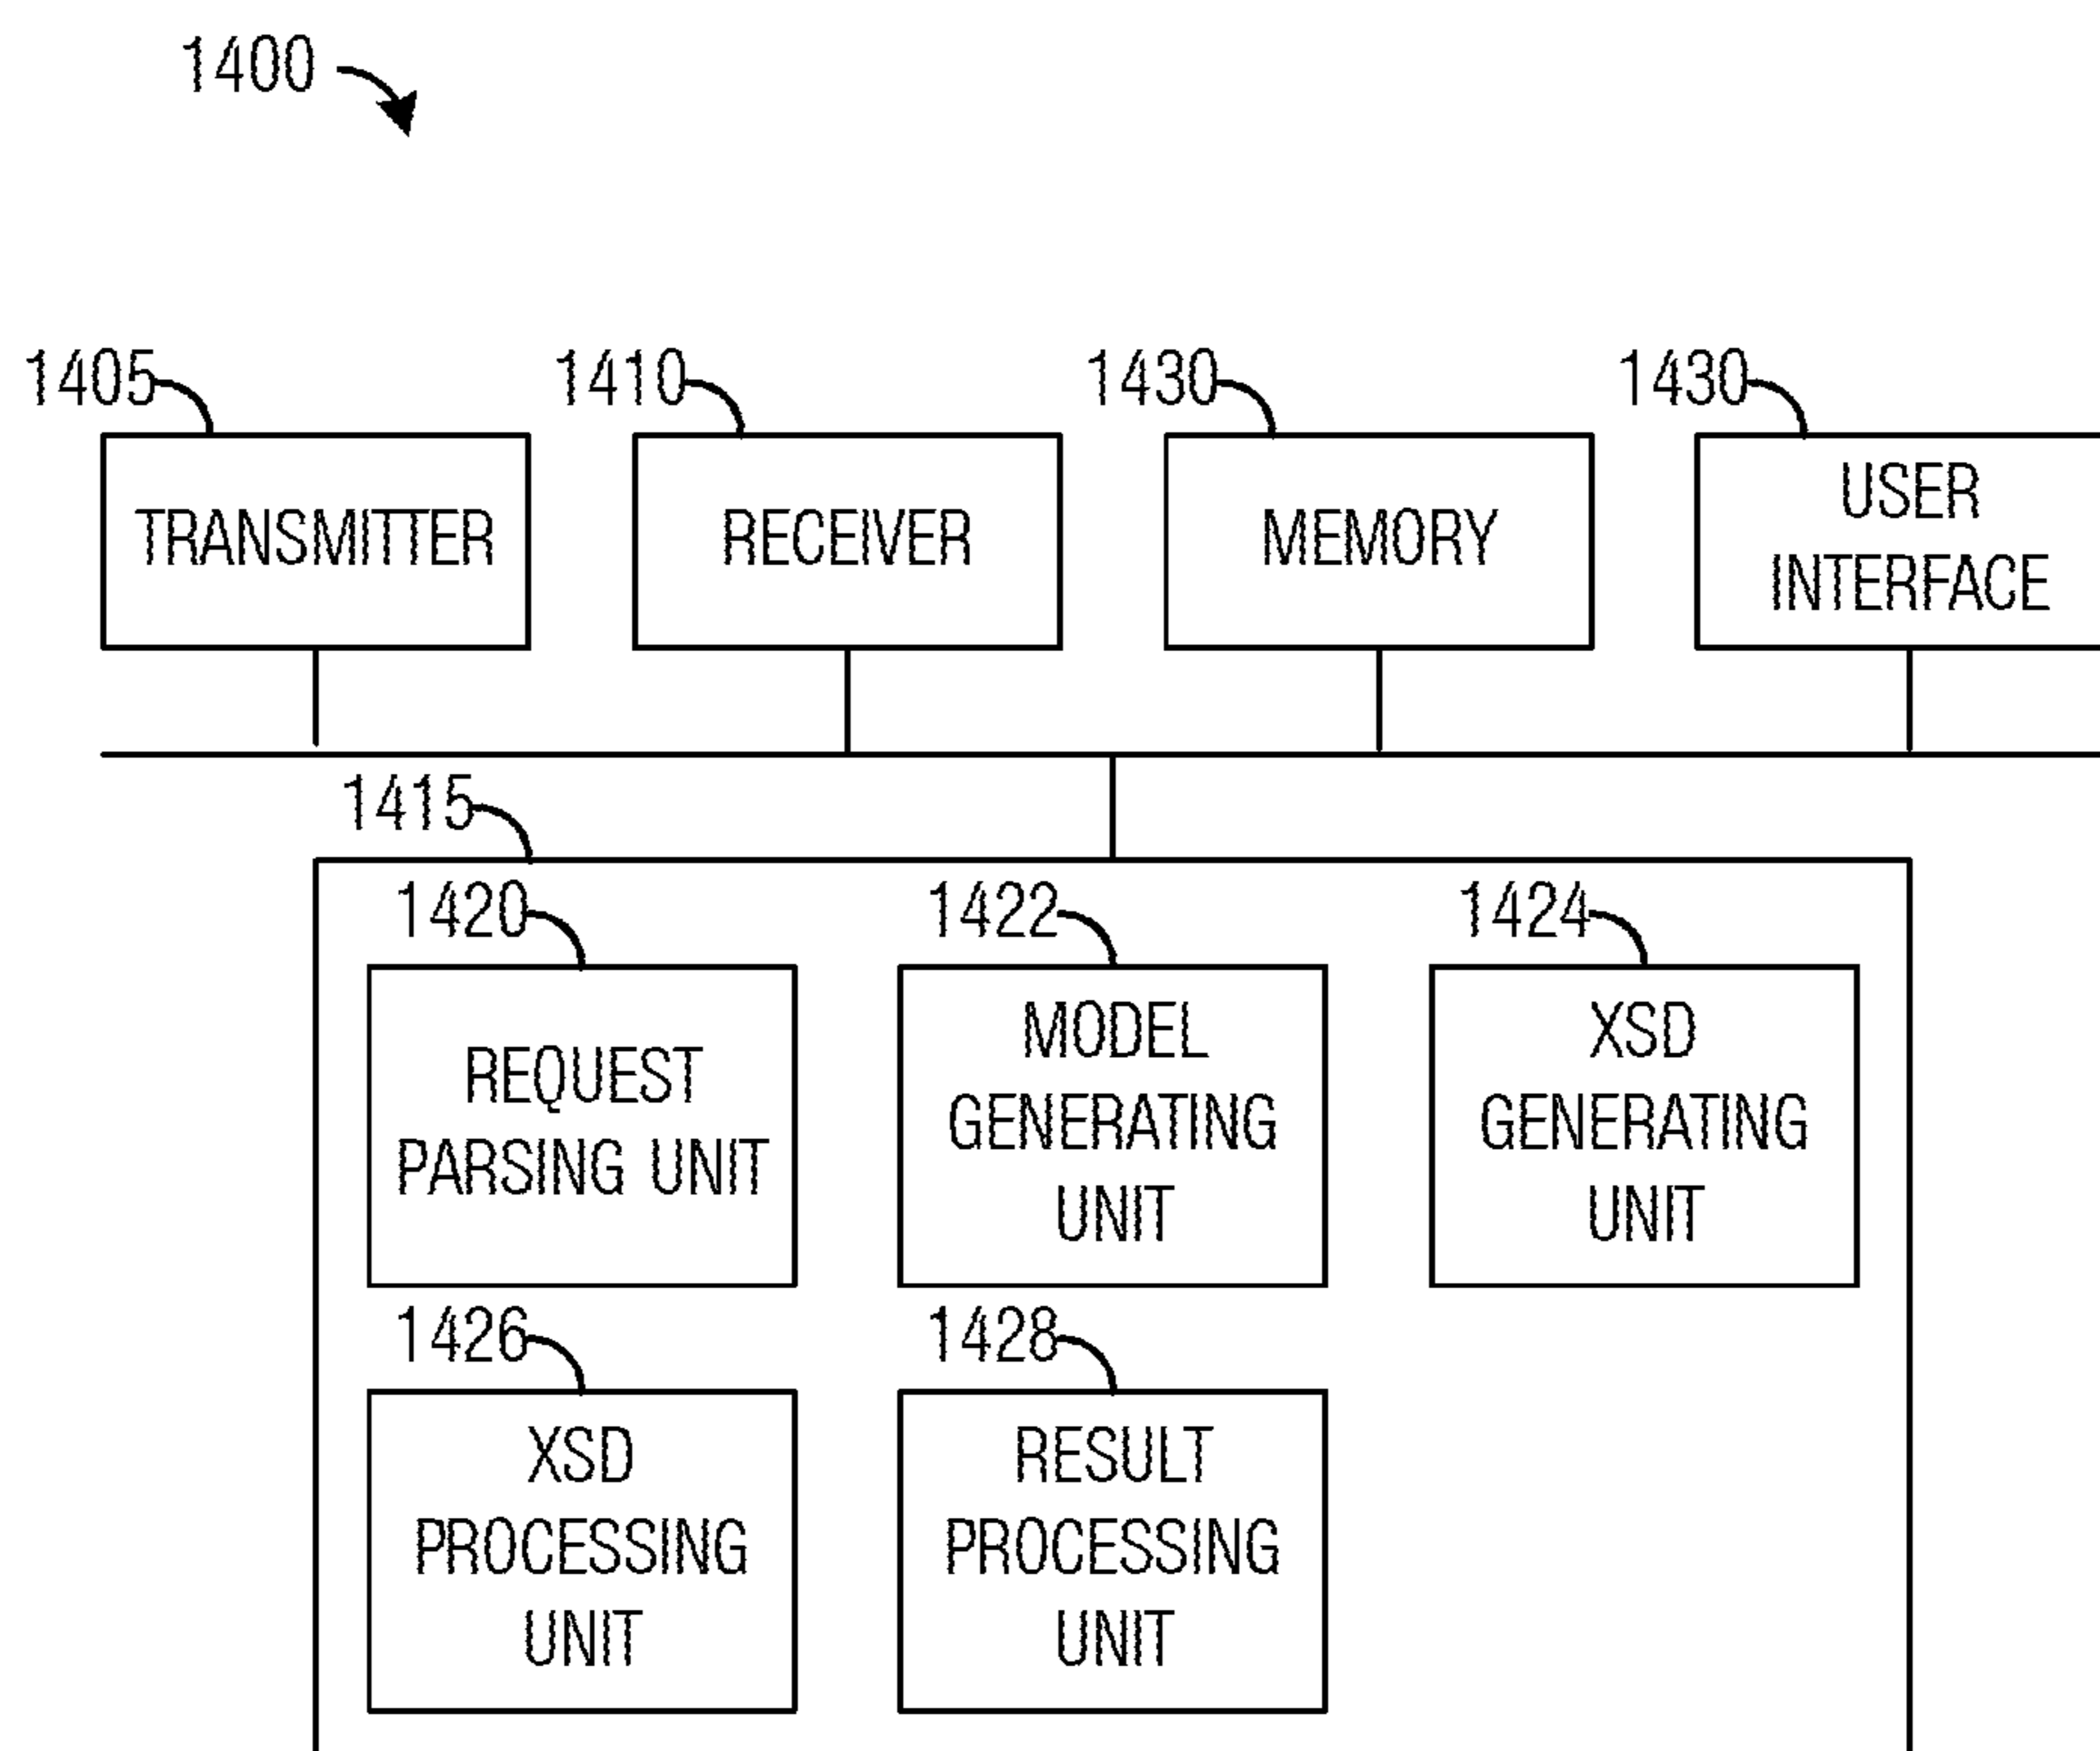 1400
1405
1410
1430
1430
TRANSMITTER
RECEIVER
MEMORY
USER
INTERFACE
1415
1420
1422
1424
REQUEST
PARSING UNIT
MODEL
GENERATING
UNIT
XSD
GENERATING
UNIT
1426
1428
XSD
PROCESSING
UNIT
RESULT
PROCESSING
UNIT